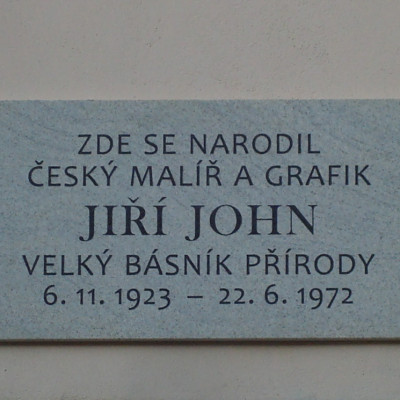 ZDE SE NARODIL
ČESKÝ MALÍŘ A GRAFIK
JIŘÍ JOHN
VELKÝ BÁSNÍK PŘÍRODY
6. 11. 1923 – 22. 6. 1972